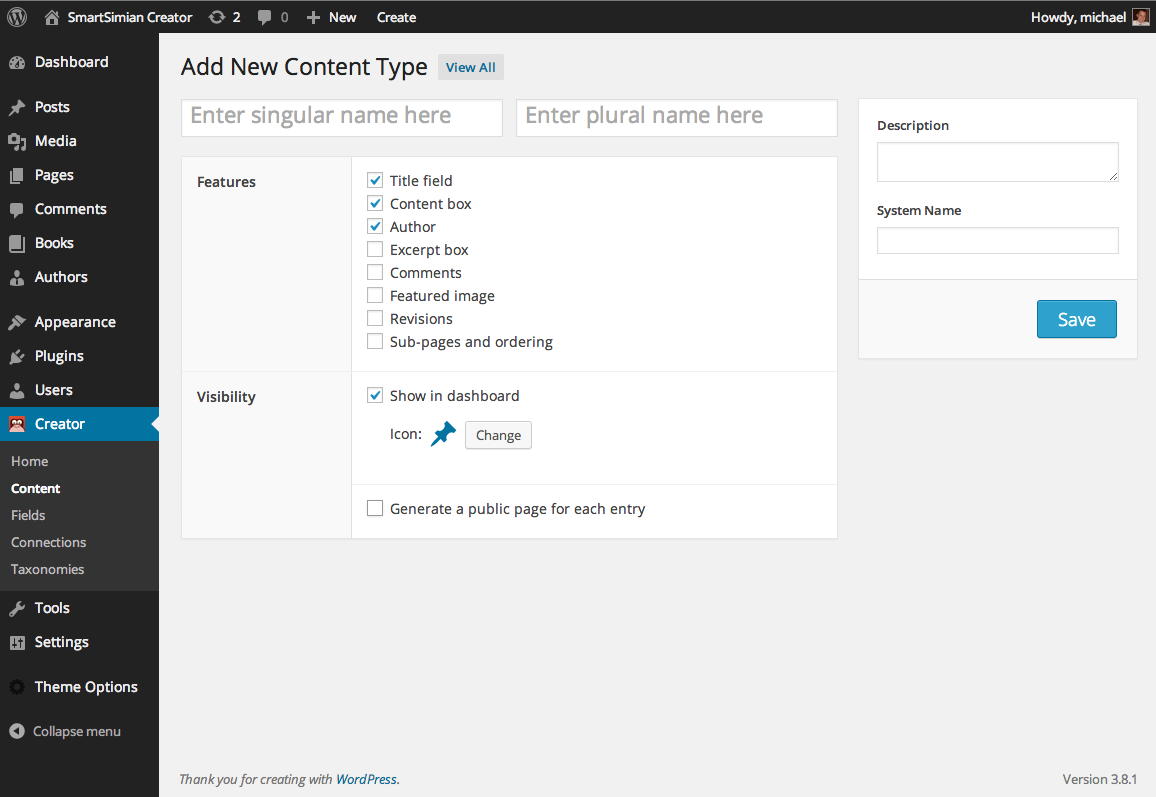 SmartSimian Creator 2 0 New Create Howdy, michael
Dashboard
Posts
Media
Pages
Comments
Books
Authors
Appearance
Plugins
Users
Creator
Home
Content
Fields
Connections
Taxonomies
Tools
Settings
Theme Options
Collapse menu
Add New Content Type View All
Enter singular name here Enter plural name here
Features
Title field
Content box
Author
Excerpt box
Comments
Featured image
Revisions
Sub-pages and ordering
Visibility
Show in dashboard
Icon: Change
Generate a public page for each entry
Description
System Name
Save
Thank you for creating with WordPress. Version 3.8.1